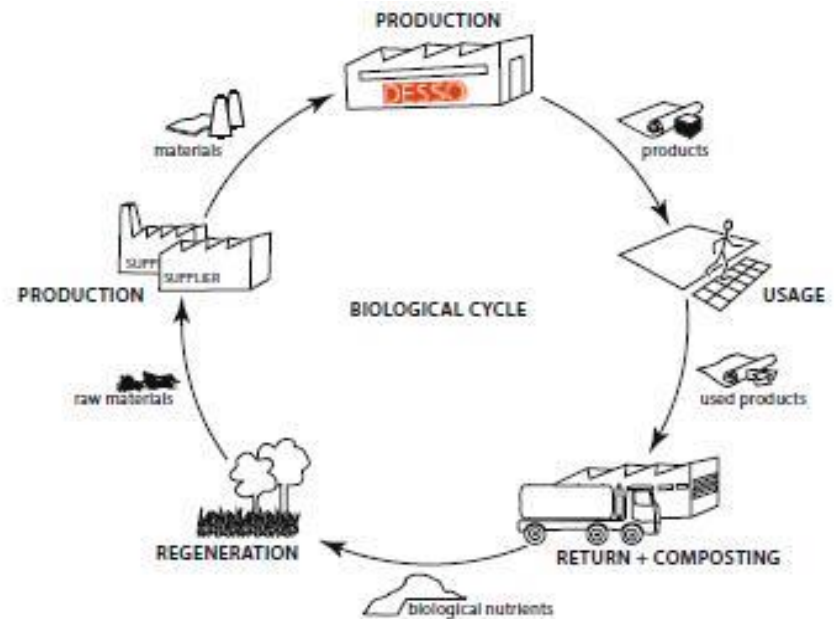 PRODUCTION
DESSO
materials
products
SUPPLIER
PRODUCTION
USAGE
BIOLOGICAL CYCLE
raw materials
used products
REGENERATION
RETURN + COMPOSTING
biological nutrients